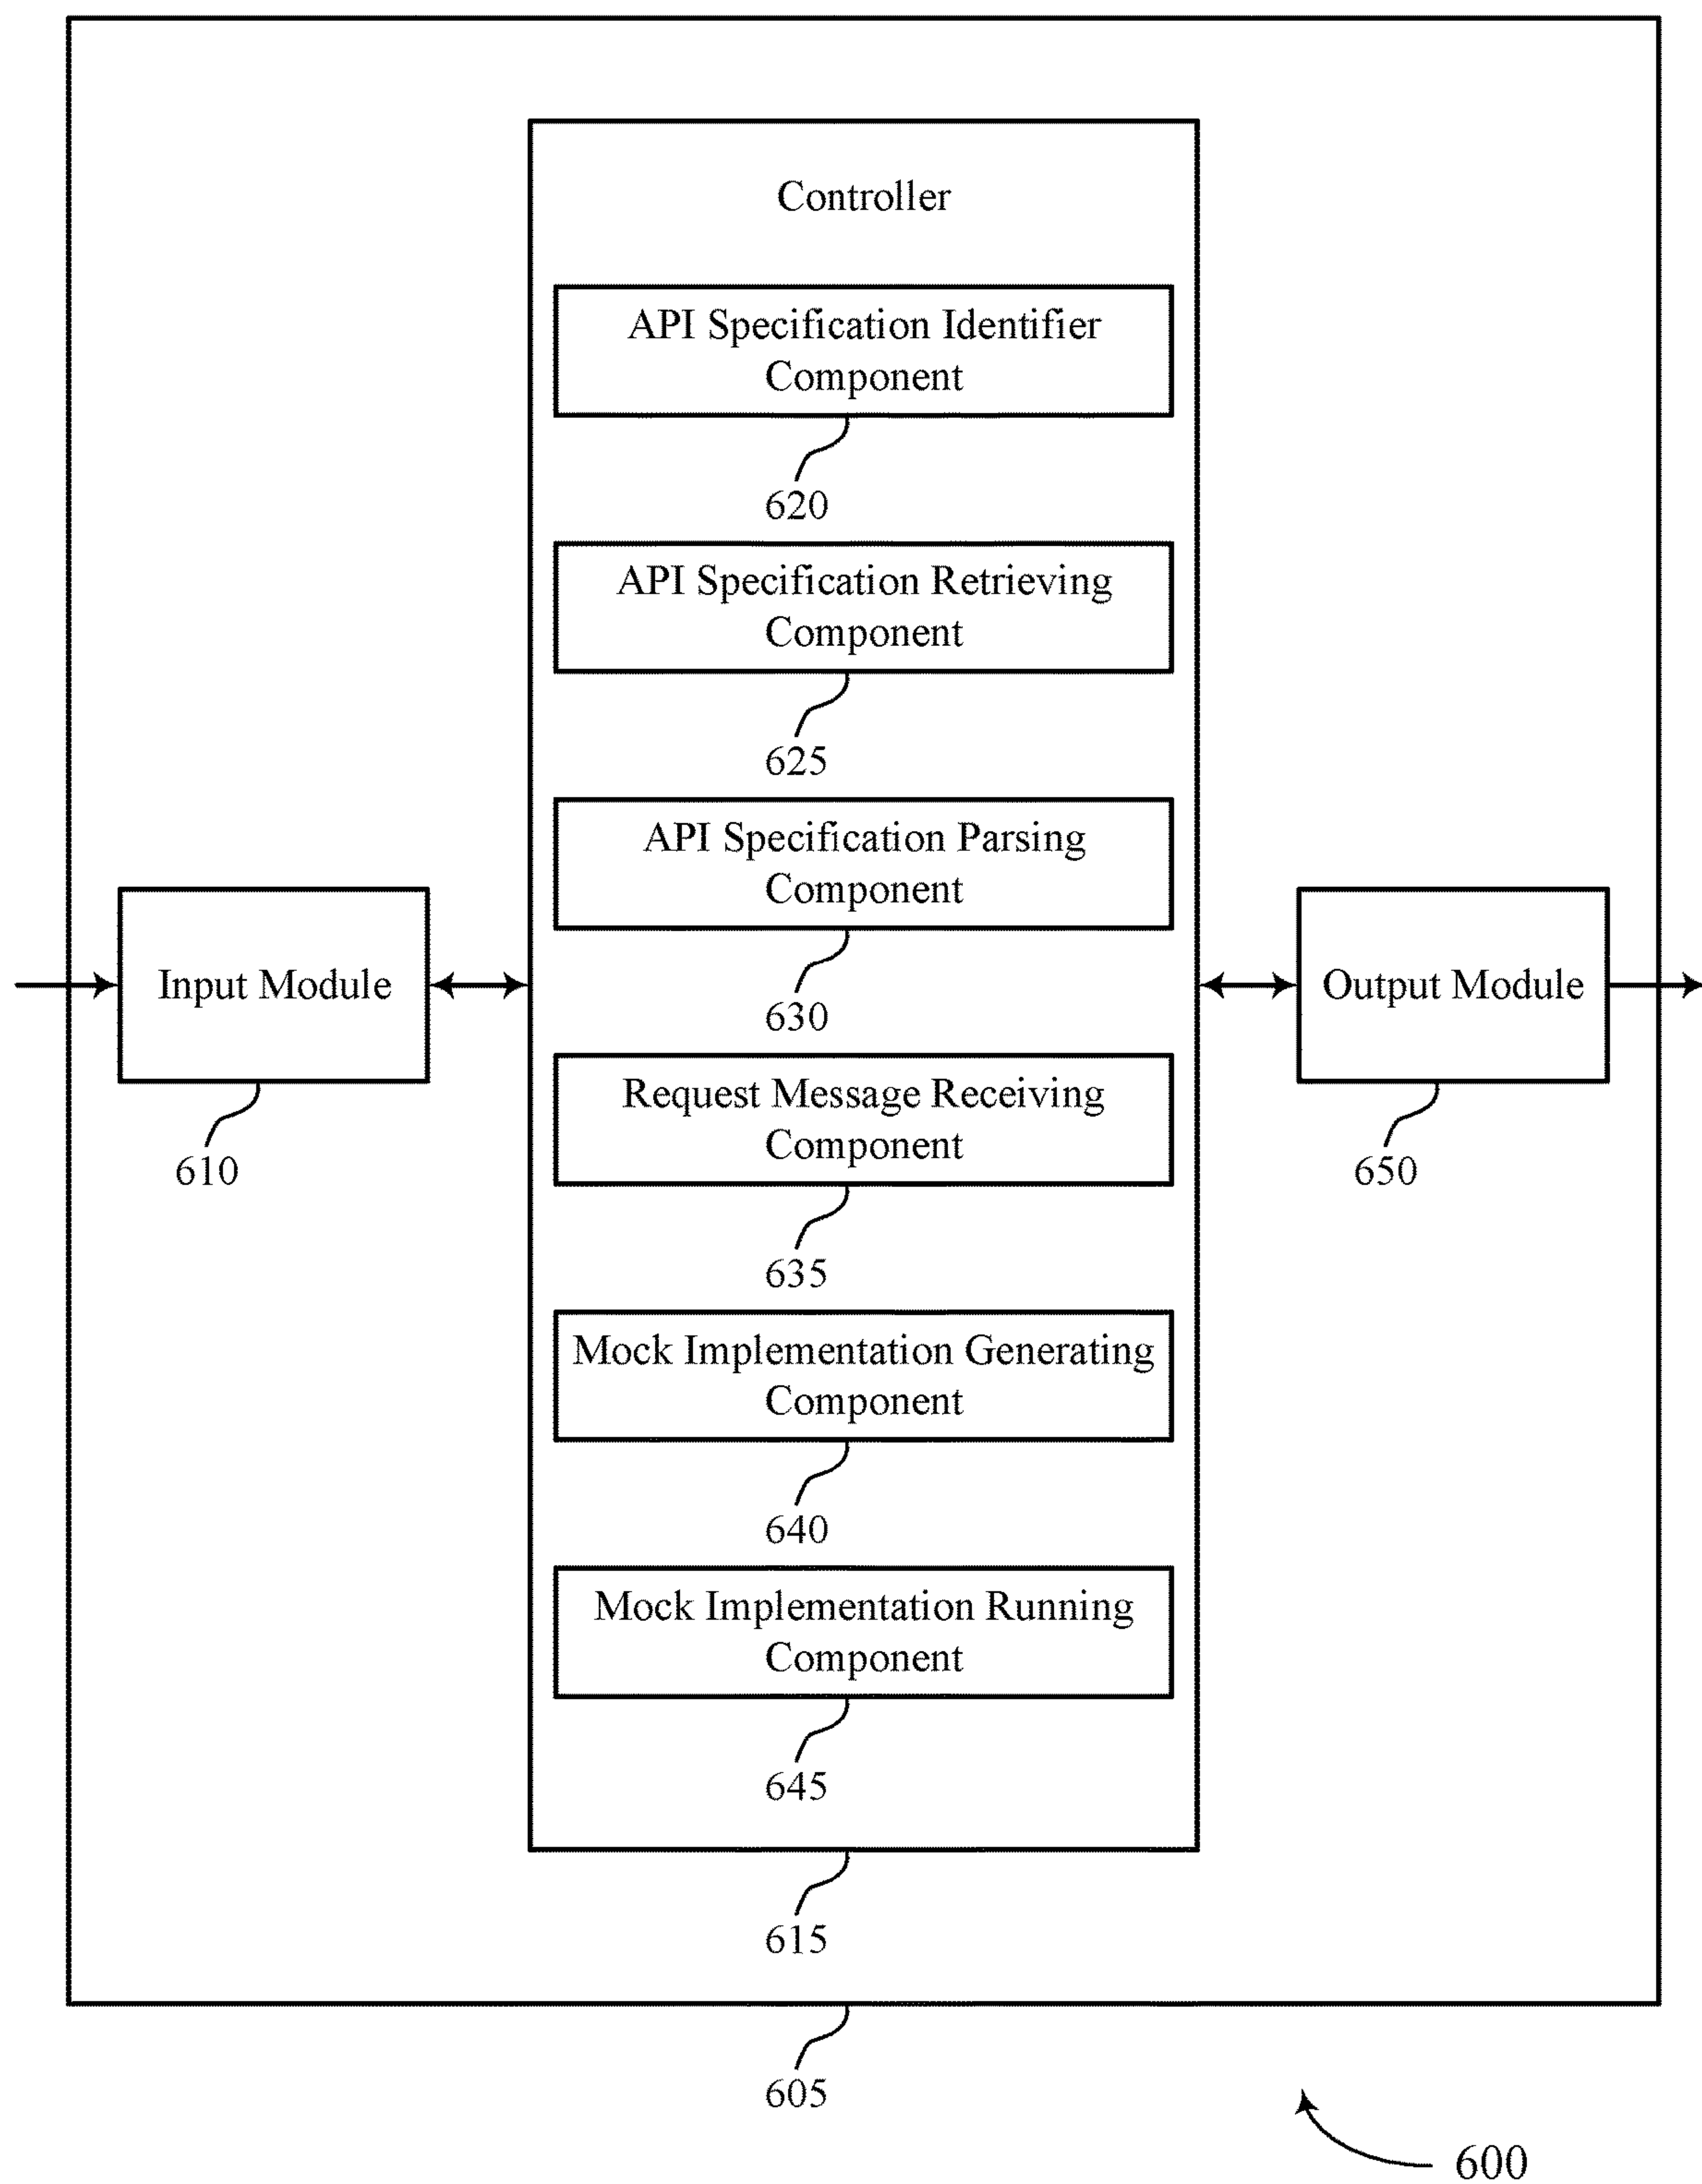 Controller
API Specification Identifier
Component
620
API Specification Retrieving
Component
625
API Specification Parsing
Component
630
Input Module
610
Request Message Receiving
Component
635
Output Module
650
Mock Implementation Generating
Component
640
Mock Implementation Running
Component
645
615
605
600